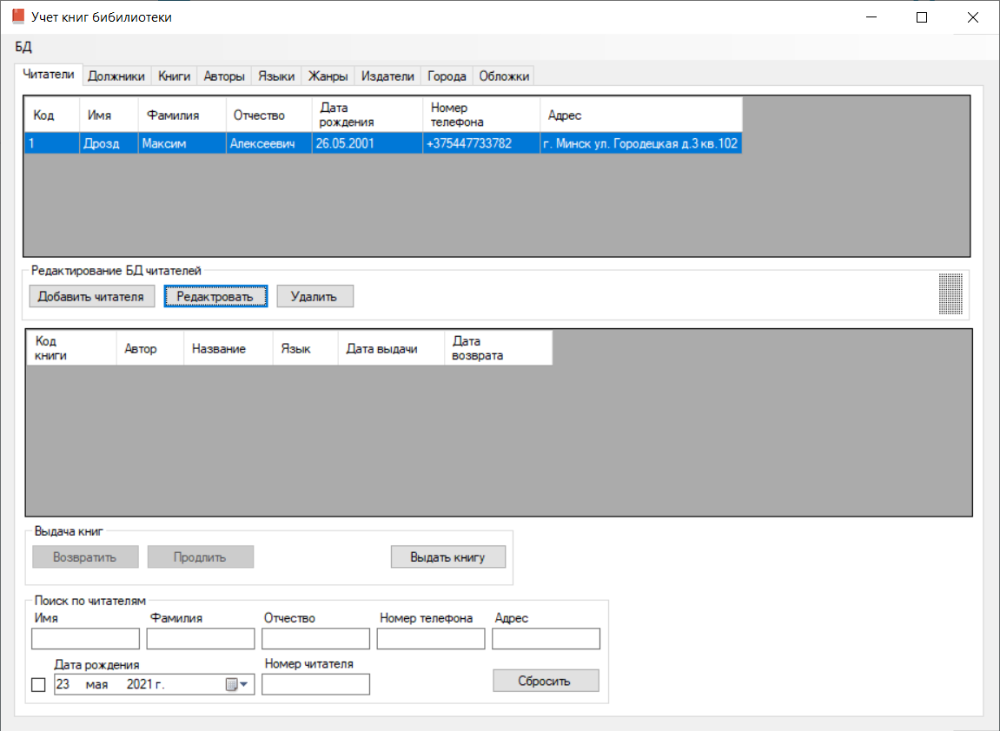 Учет книг бибилиотеки
БД
Читатели Должники Книги Авторы Языки Жанры Издатели Города Обложки
Код Имя Фамилия Отчество Дата рождения Номер телефона Адрес
1 Дрозд Максим Алексеевич 26.05.2001 +375447733782 г. Минск ул. Городецкая д.3 кв.102
Редактирование БД читателей
Добавить читателя Редактровать Удалить
Код книги Автор Название Язык Дата выдачи Дата возврата
Выдача книг
Возвратить Продлить Выдать книгу
Поиск по читателям
Имя Фамилия Отчество Номер телефона Адрес
Дата рождения Номер читателя
23 мая 2021 г. Сбросить